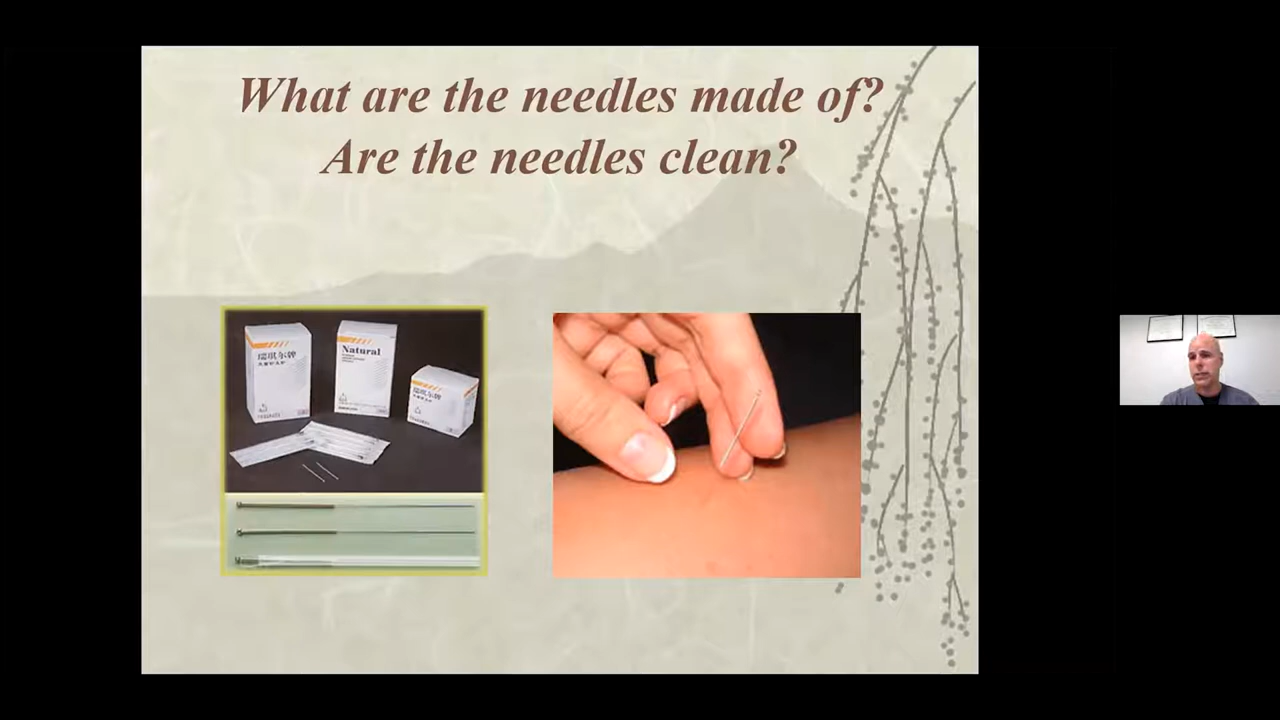 What are the needles made of?
Are the needles clean?
Natural